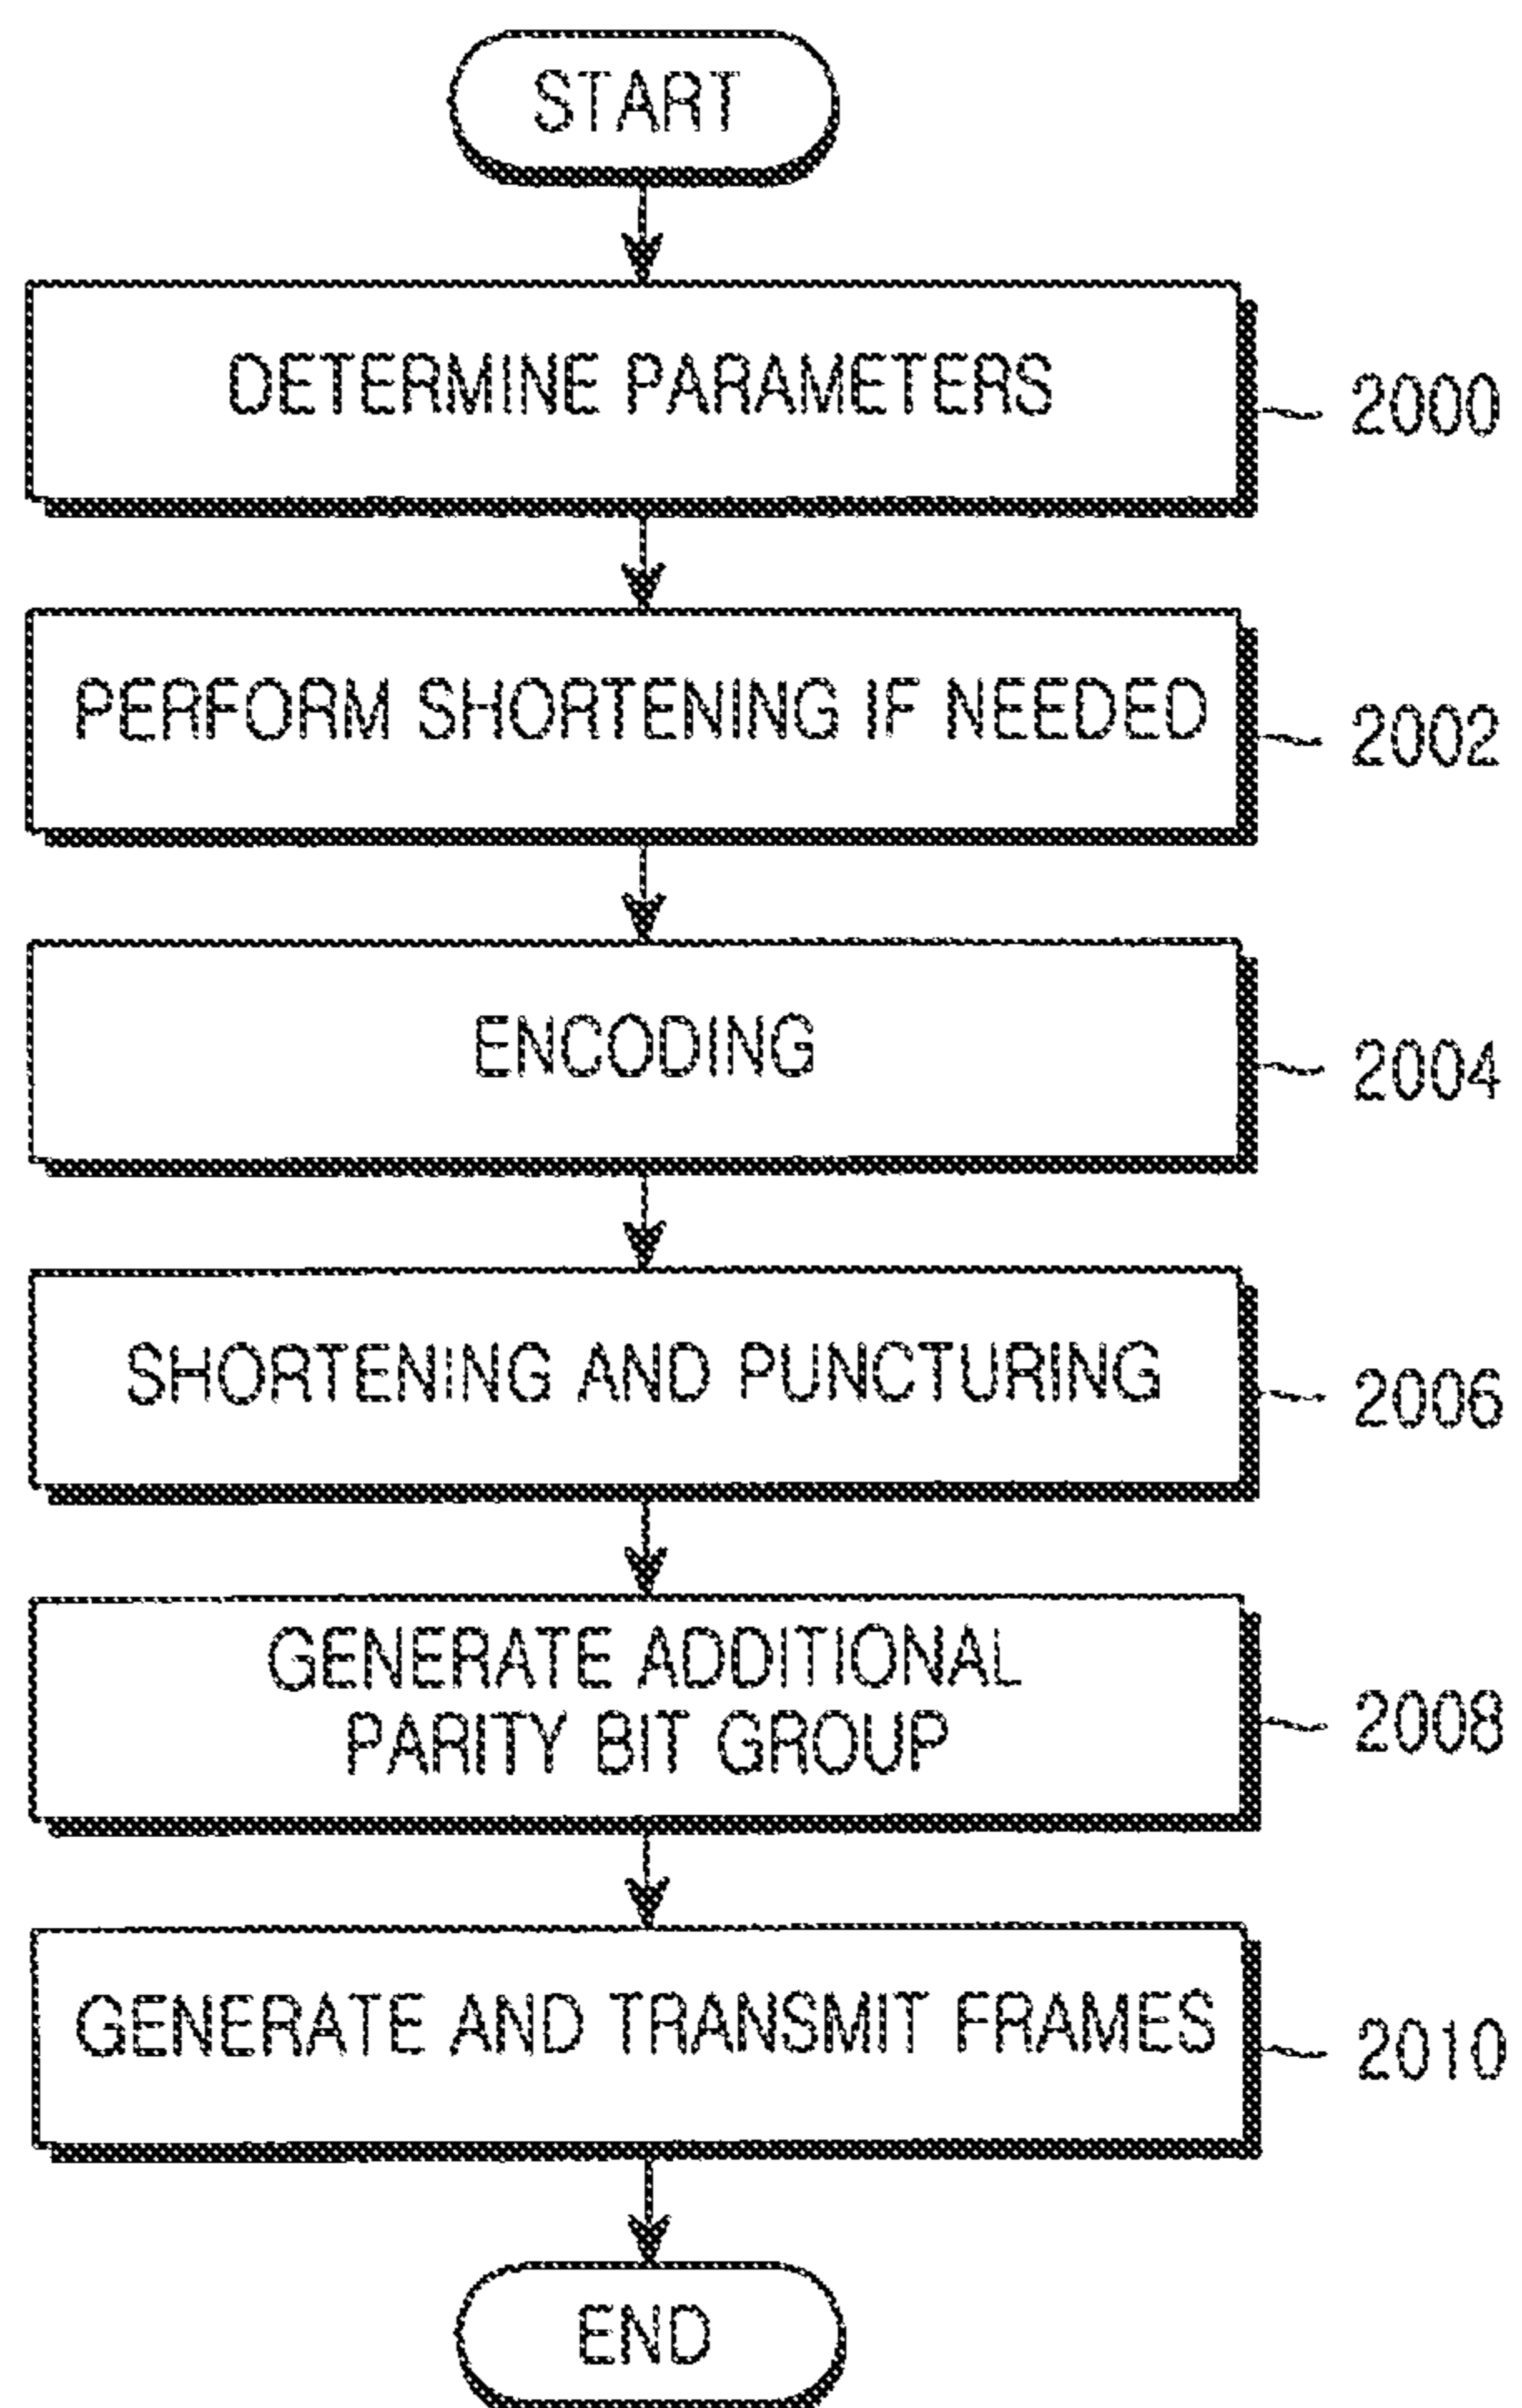 START
DETERMINE PARAMETERS
2000
PERFORM SHORTENING IF NEEDED
2002
ENCODING
2004
SHORTENING AND PUNCTURING
2006
GENERATE ADDITIONAL
PARITY BIT GROUP
2008
GENERATE AND TRANSMIT FRAMES
2010
END